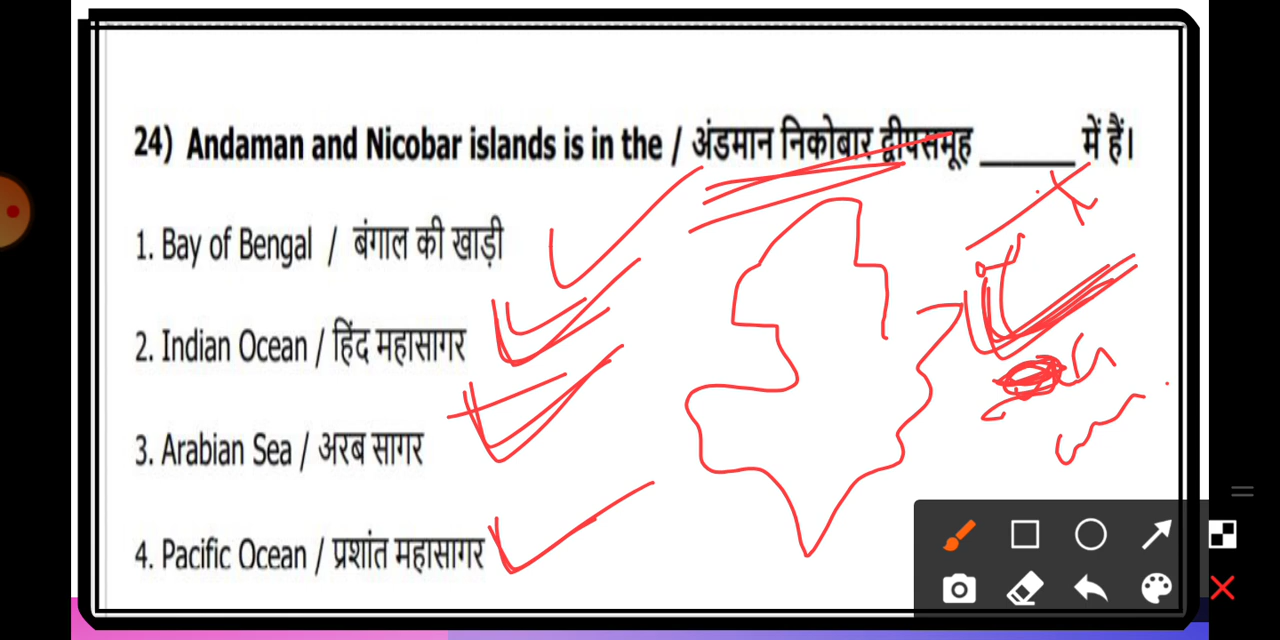 24) Andaman and Nicobar islands is in the / अंडमान निकोबार द्वीपसमूह ______ में हैं।
1. Bay of Bengal / बंगाल की खाड़ी
2. Indian Ocean / हिंद महासागर
3. Arabian Sea / अरब सागर
4. Pacific Ocean / प्रशांत महासागर